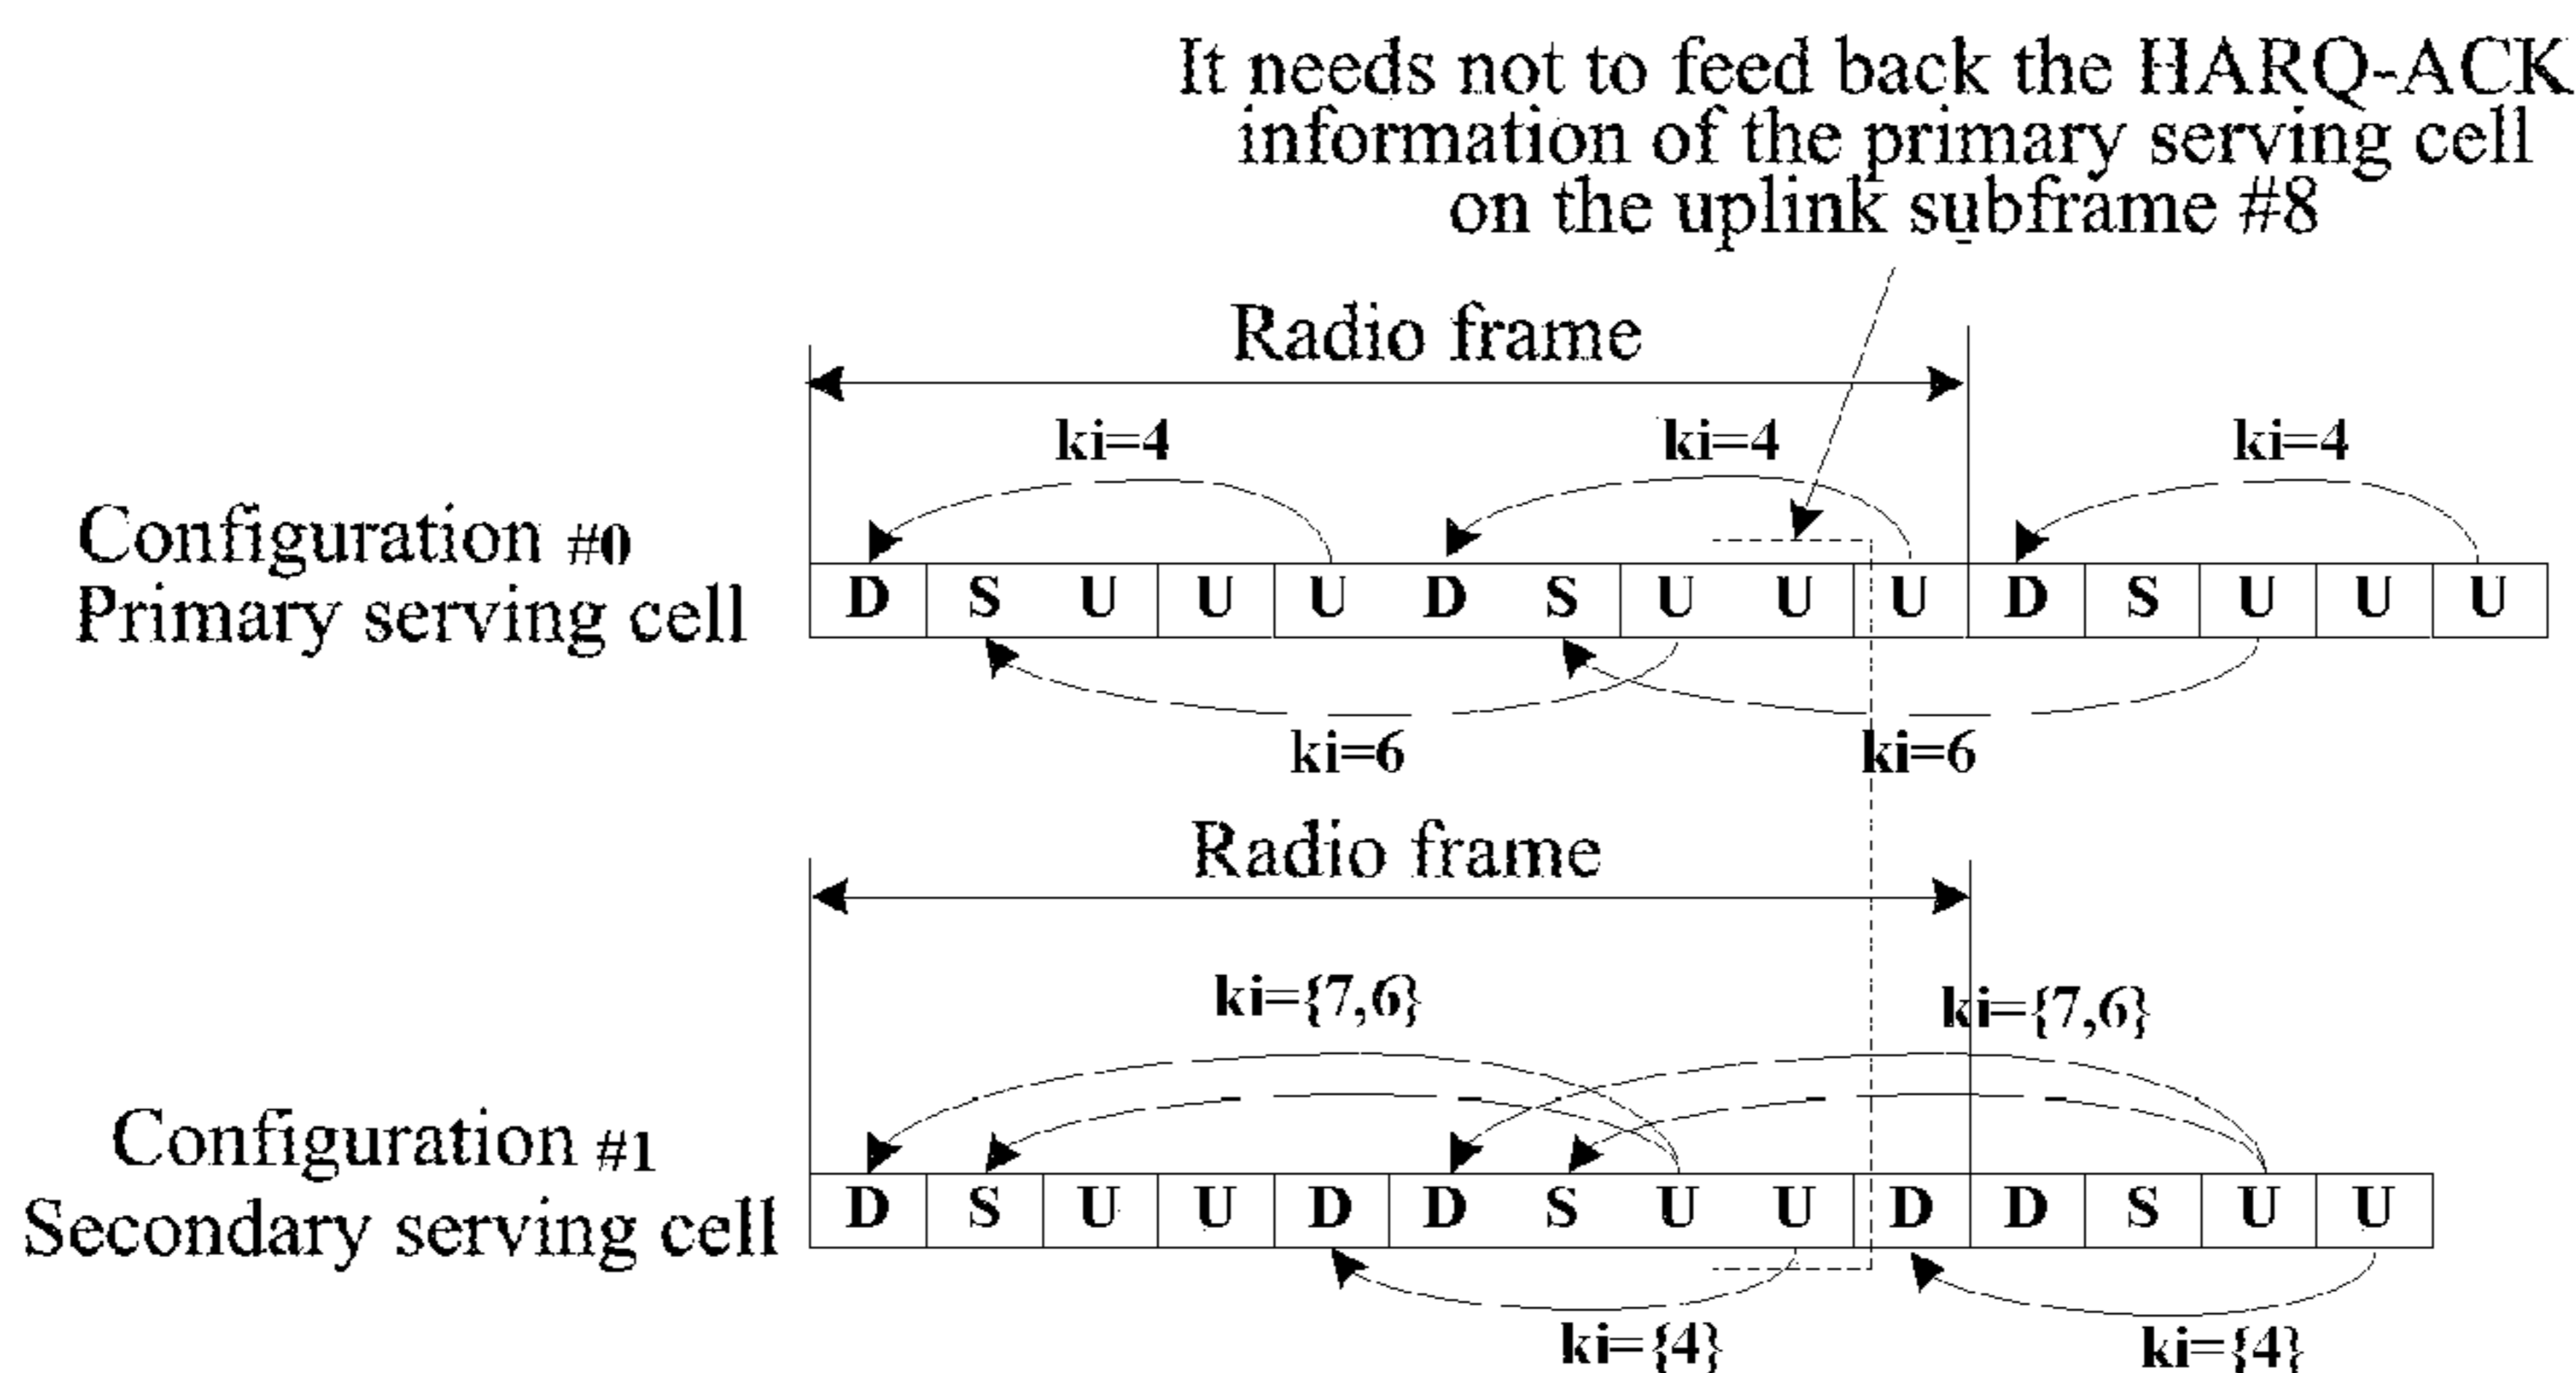 It needs not to feed back the HARQ-ACK
information of the primary serving cell
on the uplink subframe #8
Radio frame
ki=4 ki=4 ki=4
Configuration #0
Primary serving cell
D S U U U D S U U U D S U U U
ki=6 ki=6
Radio frame
ki={7,6} ki={7,6}
Configuration #1
Secondary serving cell
D S U U D D S U U D D S U U
ki={4} ki={4}